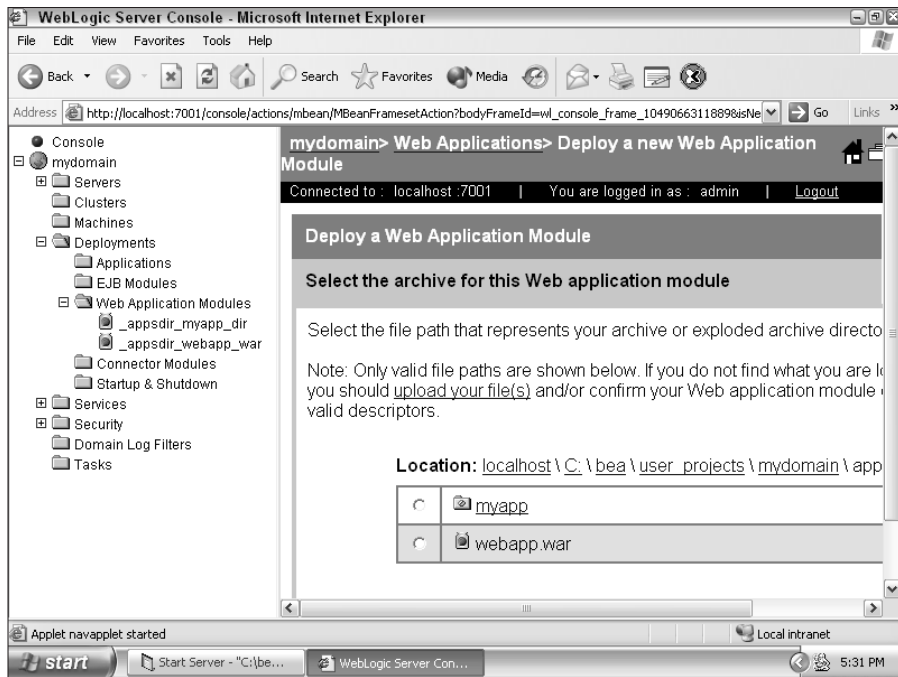 WebLogic Server Console - Microsoft Internet Explorer
File Edit View Favorites Tools Help
Back Search Favorites Media
Address http://localhost:7001/console/actions/mbean/MBeanFramesetAction?bodyFrameId=wl_console_frame_1049066311889&isNe Go Links »
Console
mydomain
Servers
Clusters
Machines
Deployments
Applications
EJB Modules
Web Application Modules
_appsdir_myapp_dir
_appsdir_webapp_war
Connector Modules
Startup & Shutdown
Services
Security
Domain Log Filters
Tasks
mydomain> Web Applications> Deploy a new Web Application
Module
Connected to : localhost :7001 | You are logged in as : admin | Logout
Deploy a Web Application Module
Select the archive for this Web application module
Select the file path that represents your archive or exploded archive directo
Note: Only valid file paths are shown below. If you do not find what you are lo
you should upload your file(s) and/or confirm your Web application module
valid descriptors.
Location: localhost \ C: \ bea \ user_projects \ mydomain \ app
myapp
webapp.war
Applet navapplet started Local intranet
start Start Server - "C:\be... WebLogic Server Con... 5:31 PM